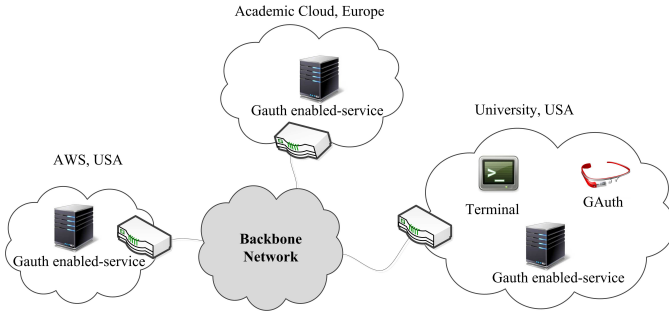 Academic Cloud, Europe
Gauth enabled-service
University, USA
AWS, USA
>_
Terminal
GAuth
Backbone
Network
Gauth enabled-service
Gauth enabled-service